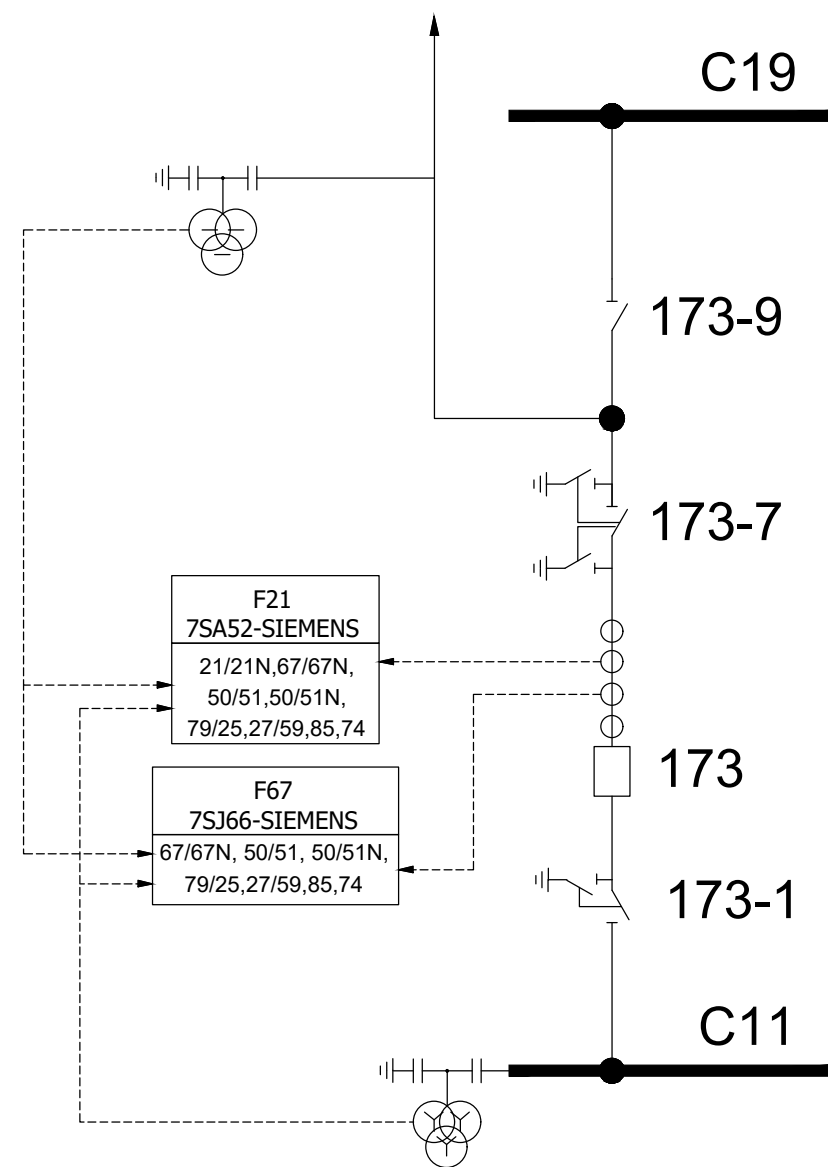 C19
173-9
173-7
F21
7SA52-SIEMENS
21/21N,67/67N,
50/51,50/51N,
79/25,27/59,85,74
173
F67
7SJ66-SIEMENS
67/67N, 50/51, 50/51N,
79/25,27/59,85,74
173-1
C11